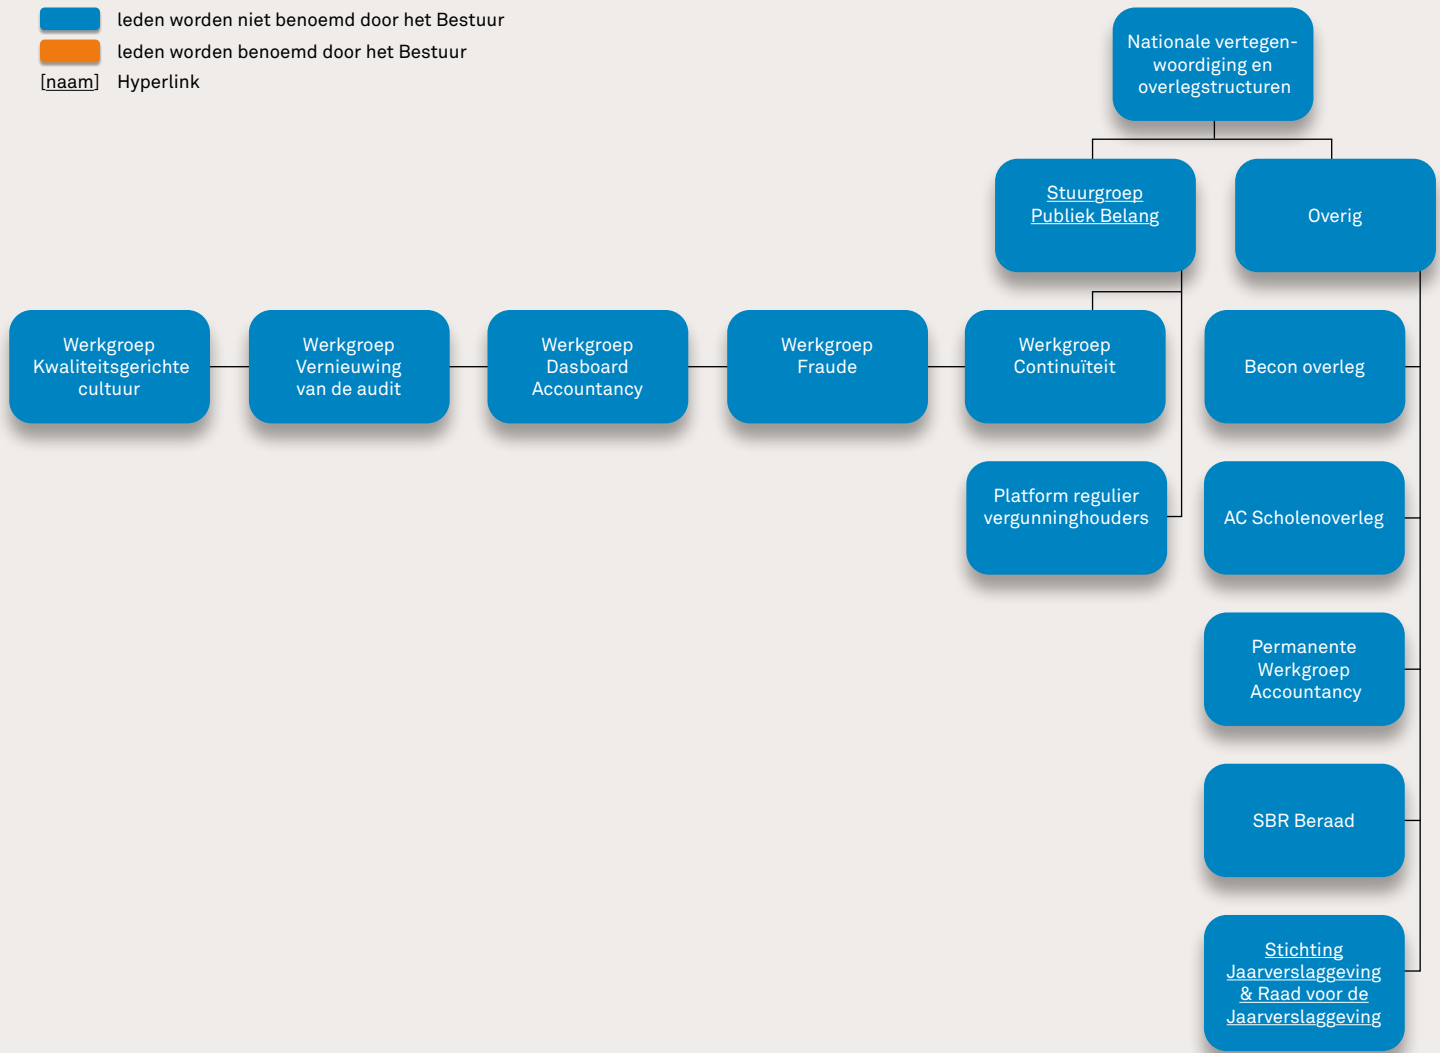 leden worden niet benoemd door het Bestuur
leden worden benoemd door het Bestuur
[naam] Hyperlink
Nationale vertegen-
woordiging en
overlegstructuren
Stuurgroep
Publiek Belang
Overig
Werkgroep
Kwaliteitsgerichte
cultuur
Werkgroep
Vernieuwing
van de audit
Werkgroep
Dasboard
Accountancy
Werkgroep
Fraude
Werkgroep
Continuïteit
Becon overleg
Platform regulier
vergunninghouders
AC Scholenoverleg
Permanente
Werkgroep
Accountancy
SBR Beraad
Stichting
Jaarverslaggeving
& Raad voor de
Jaarverslaggeving